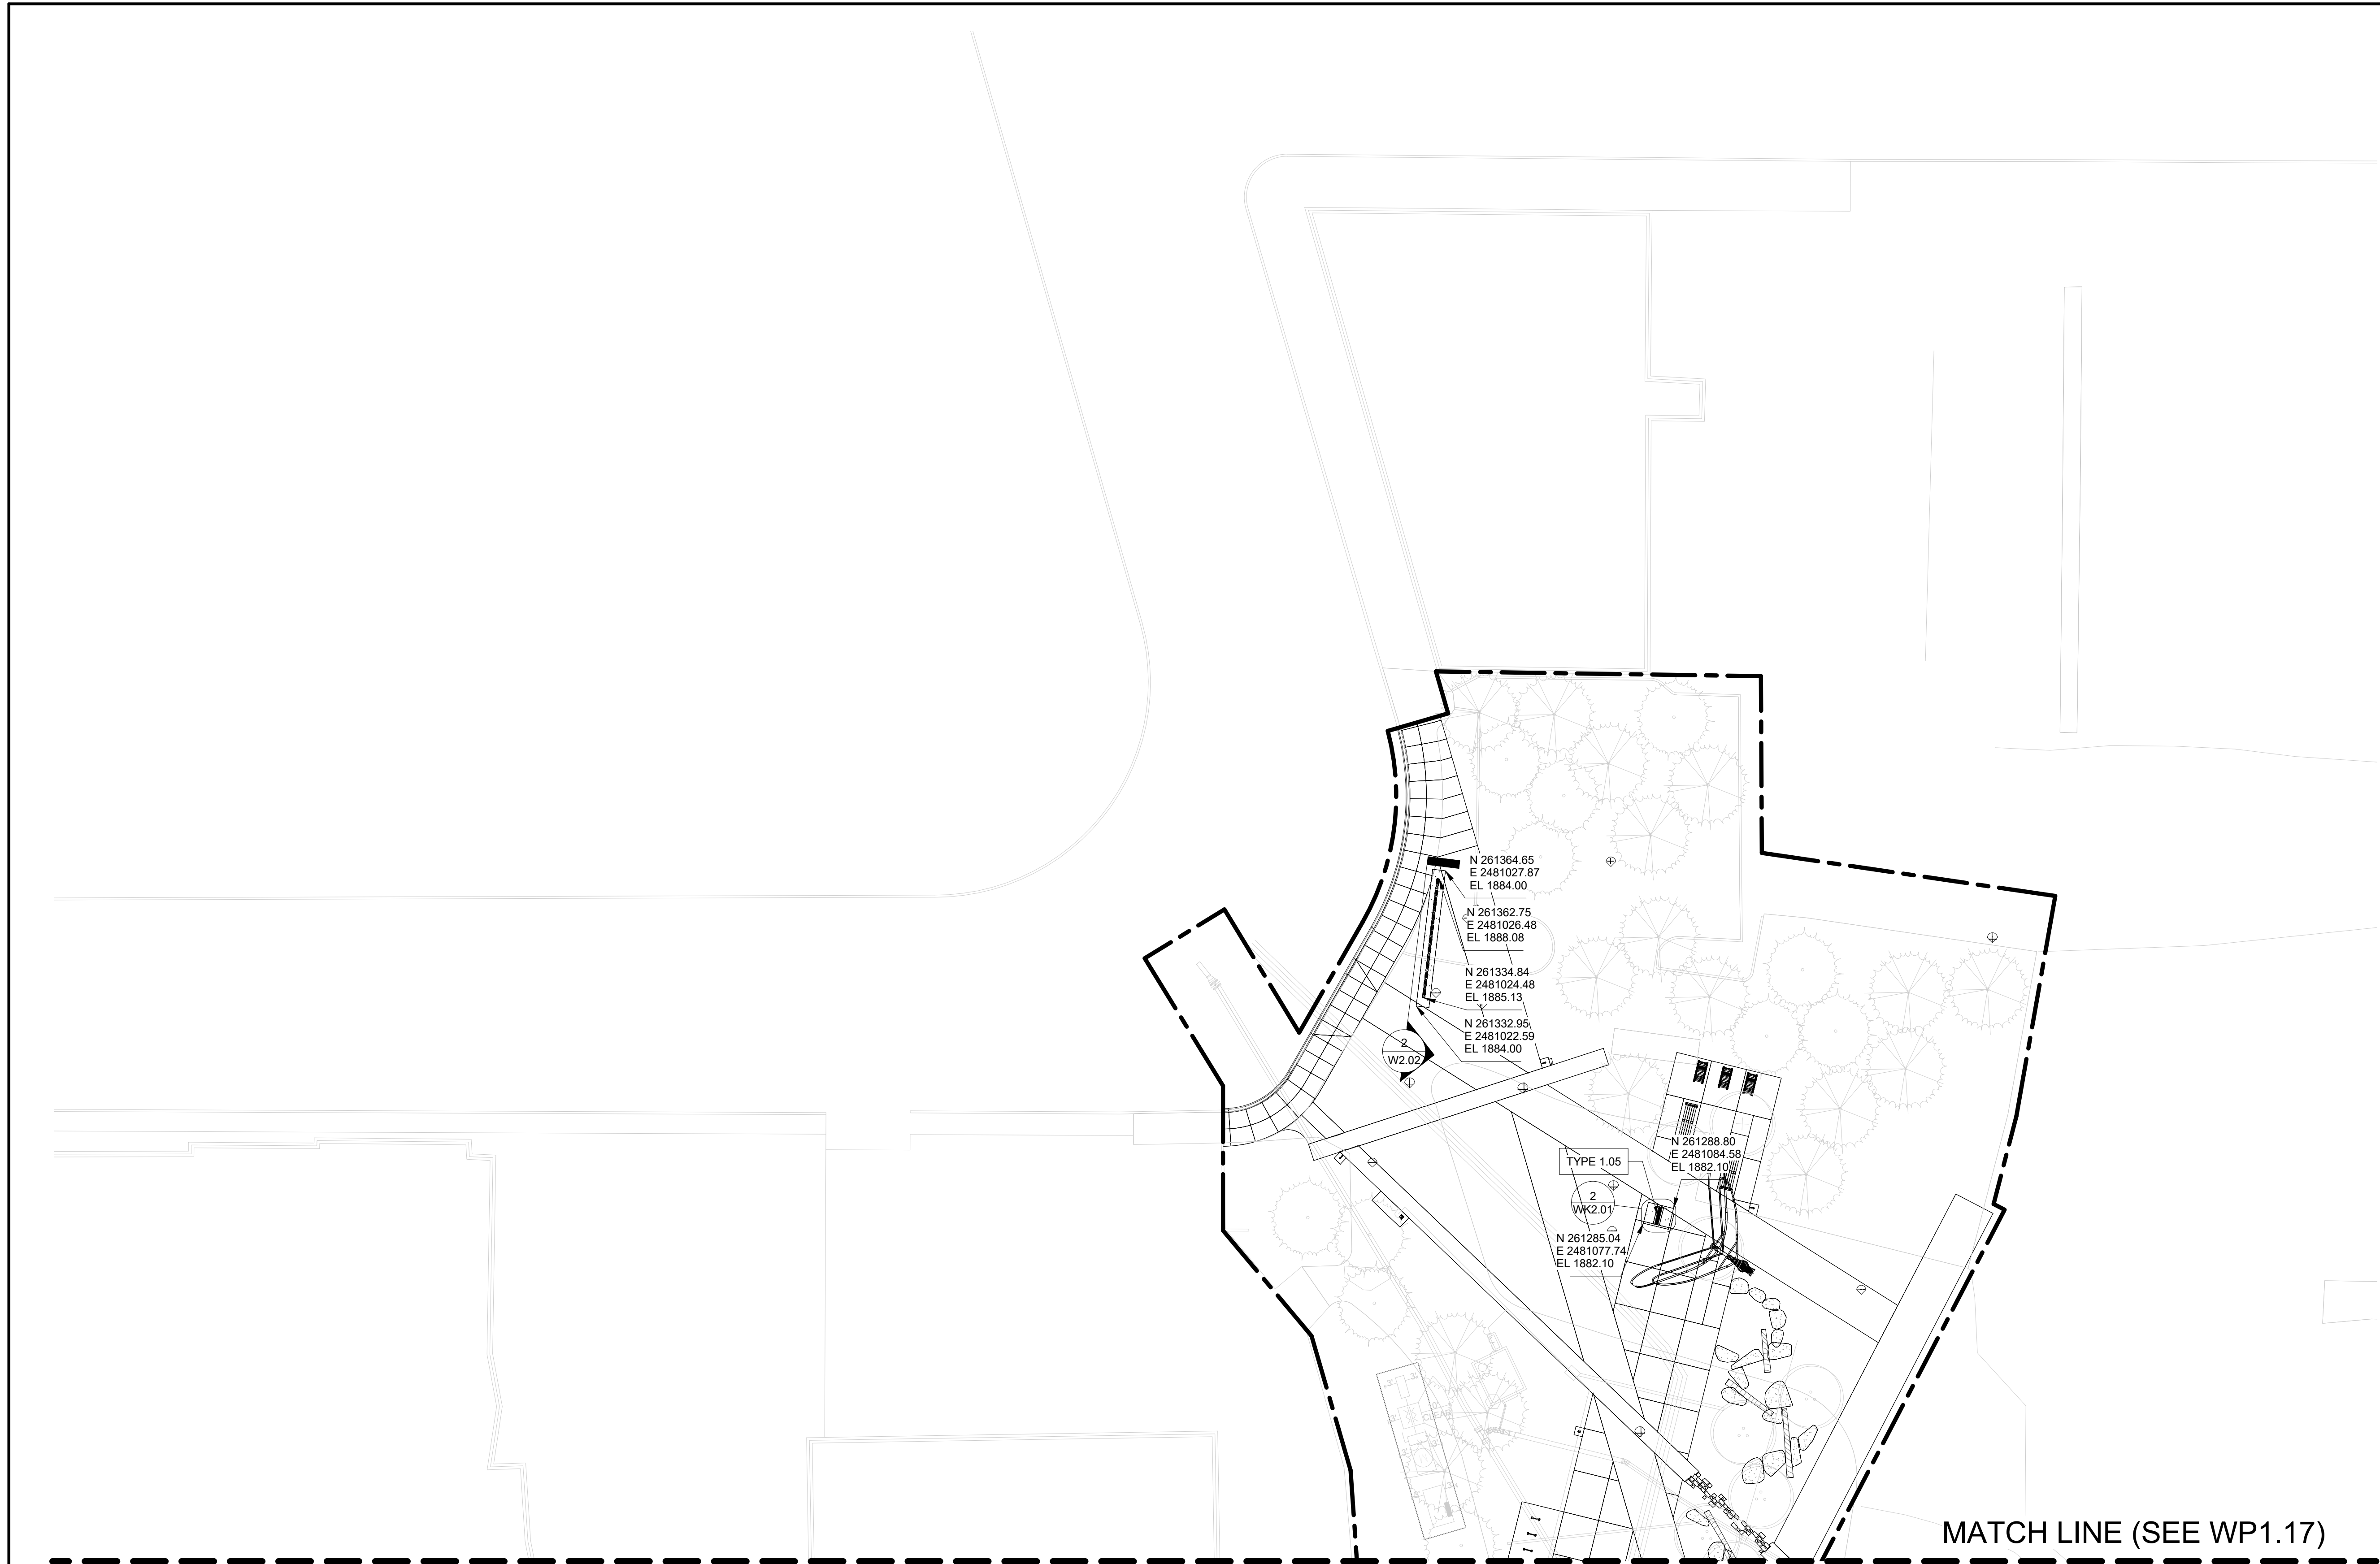 N 261364.65
E 2481027.87
EL 1884.00
N 261362.75
E 2481026.48
EL 1888.08
N 261334.84
E 2481024.48
EL 1885.13
N 261332.95
E 2481022.59
EL 1884.00
2
W2.02
N 261288.80
E 2481084.58
EL 1882.10
TYPE 1.05
2
WK2.01
N 261285.04
E 2481077.74
EL 1882.10
MATCH LINE (SEE WP1.17)